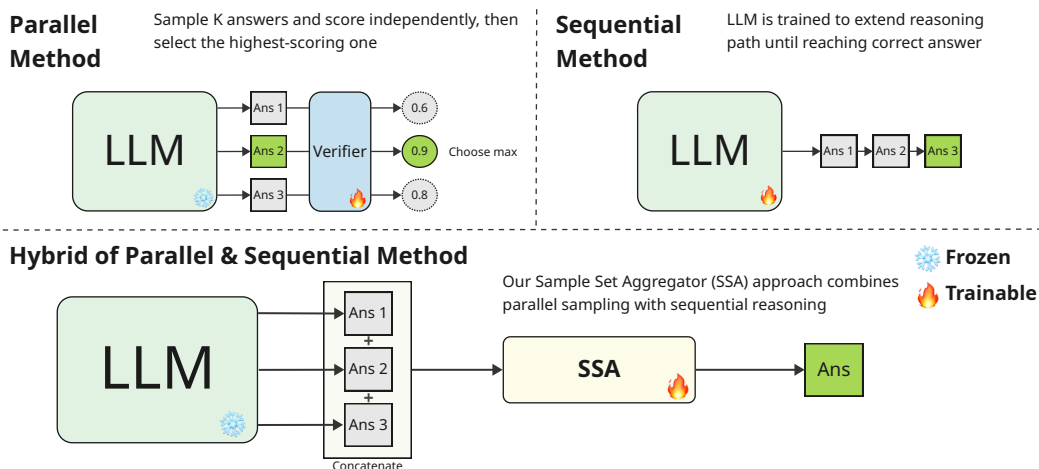 Parallel
Method
Sample K answers and score independently, then
select the highest-scoring one
LLM
Ans 1
Ans 2
Ans 3
Verifier
0.6
0.9
0.8
Choose max
Sequential
Method
LLM is trained to extend reasoning
path until reaching correct answer
LLM
Ans 1
Ans 2
Ans 3
Hybrid of Parallel & Sequential Method
Frozen
Trainable
Our Sample Set Aggregator (SSA) approach combines
parallel sampling with sequential reasoning
LLM
Ans 1
+
Ans 2
+
Ans 3
Concatenate
SSA
Ans